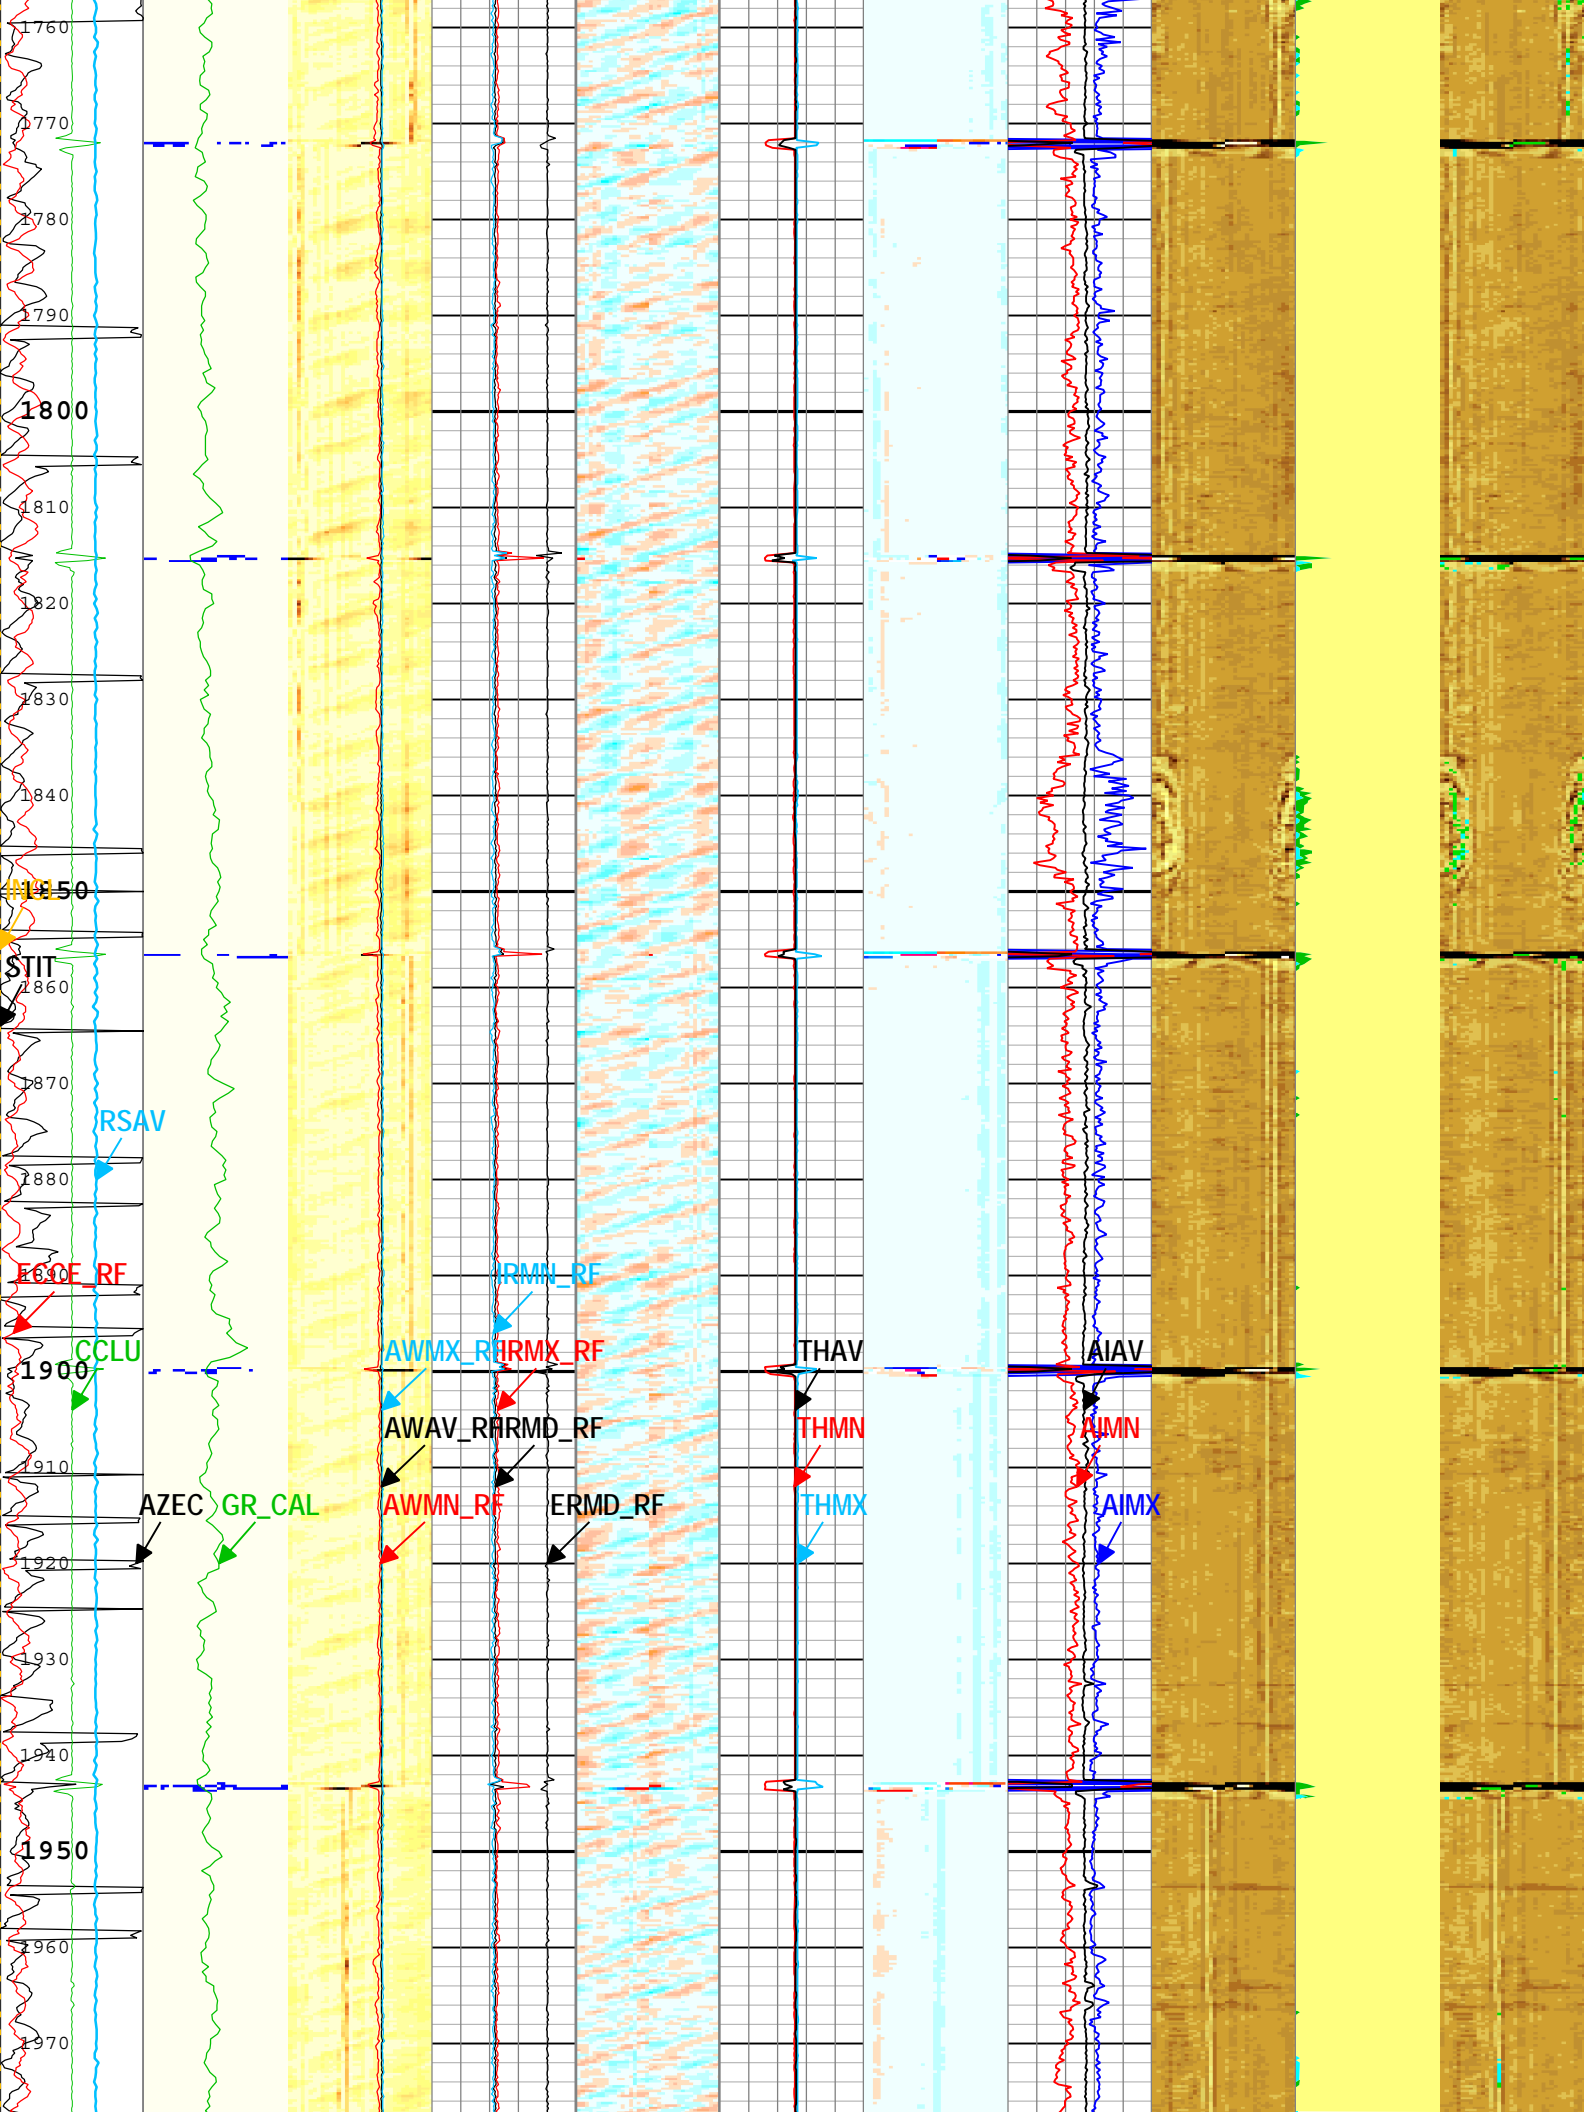 1760
1770
1780
1790
1800
1810
1820
1830
1840
INCL 1850
STIT
1860
1870
RSAV
1880
ECCE_RF 1890 IRMN_RF
CCLU AWMX_RF IRMX_RF THAV AIAV
1900
AWAV_RF IRMD_RF THMN AIMN
1910
AZEC GR_CAL AWMN_RF ERMD_RF THMX AIMX
1920
1930
1940
1950
1960
1970